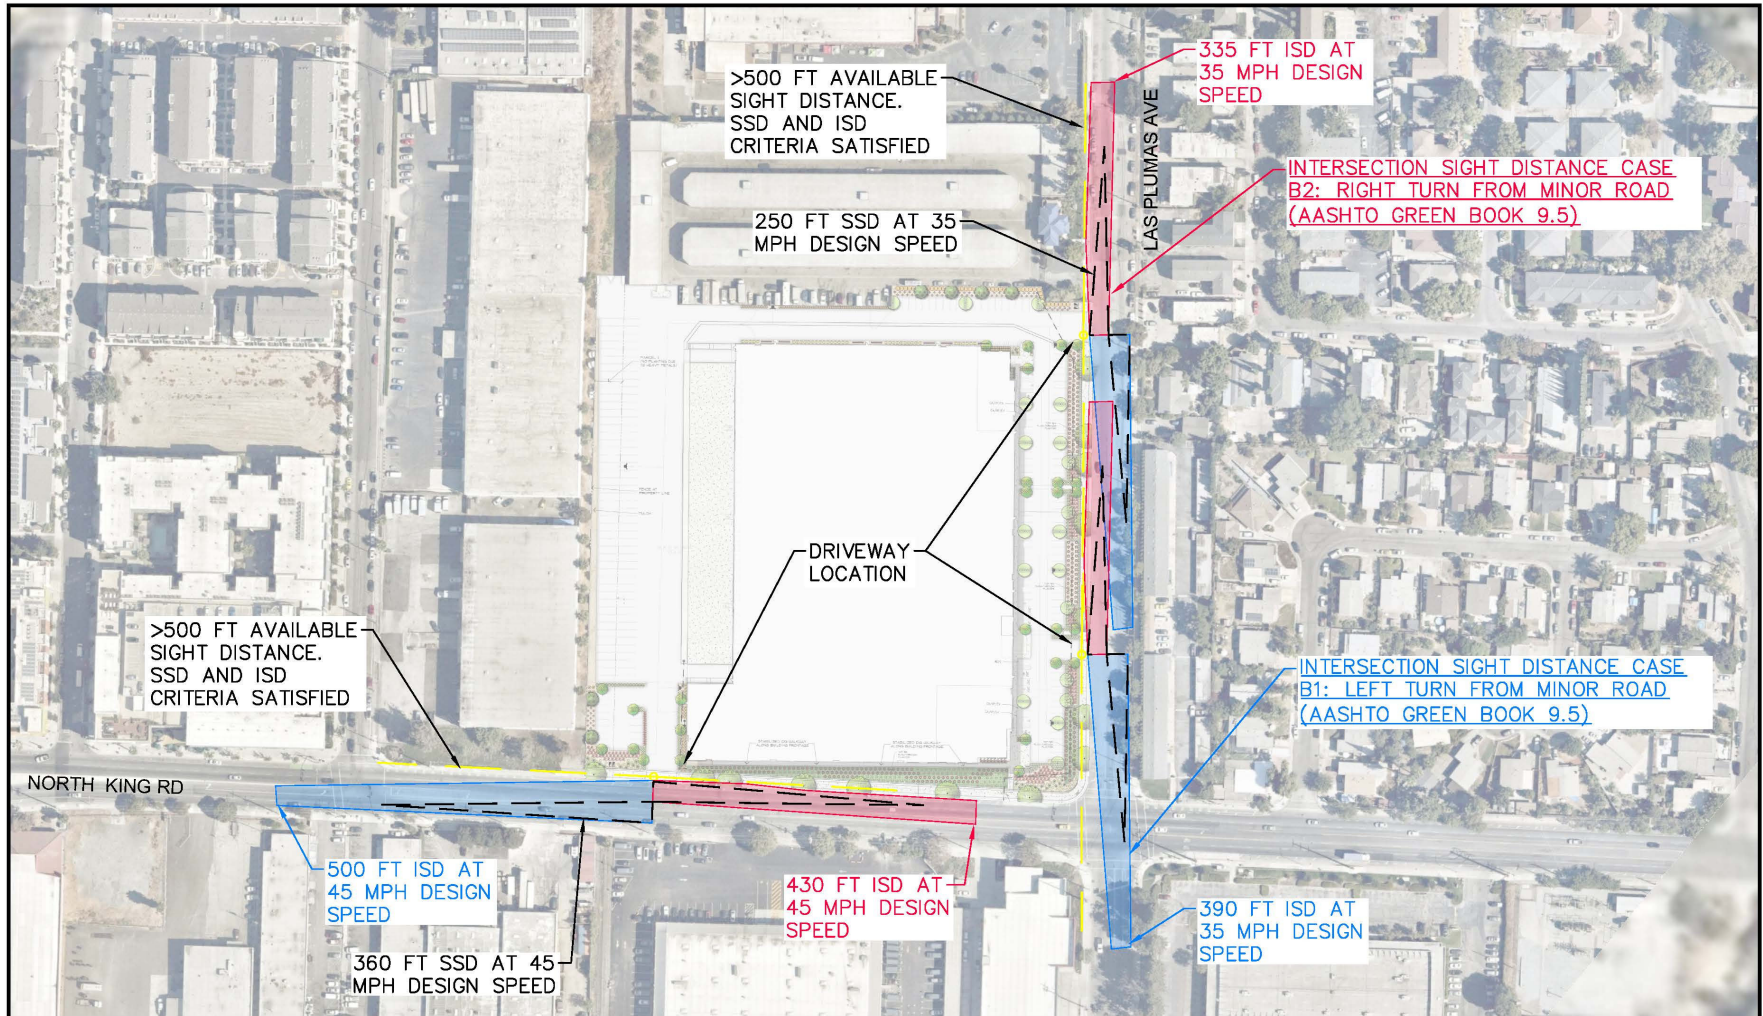 335 FT ISD AT
35 MPH DESIGN
SPEED
>500 FT AVAILABLE
SIGHT DISTANCE.
SSD AND ISD
CRITERIA SATISFIED
LAS PLUMAS AVE
INTERSECTION SIGHT DISTANCE CASE
B2: RIGHT TURN FROM MINOR ROAD
(AASHTO GREEN BOOK 9.5)
250 FT SSD AT 35
MPH DESIGN SPEED
DRIVEWAY
LOCATION
>500 FT AVAILABLE
SIGHT DISTANCE.
SSD AND ISD
CRITERIA SATISFIED
INTERSECTION SIGHT DISTANCE CASE
B1: LEFT TURN FROM MINOR ROAD
(AASHTO GREEN BOOK 9.5)
NORTH KING RD
500 FT ISD AT
45 MPH DESIGN
SPEED
430 FT ISD AT
45 MPH DESIGN
SPEED
390 FT ISD AT
35 MPH DESIGN
SPEED
360 FT SSD AT 45
MPH DESIGN SPEED